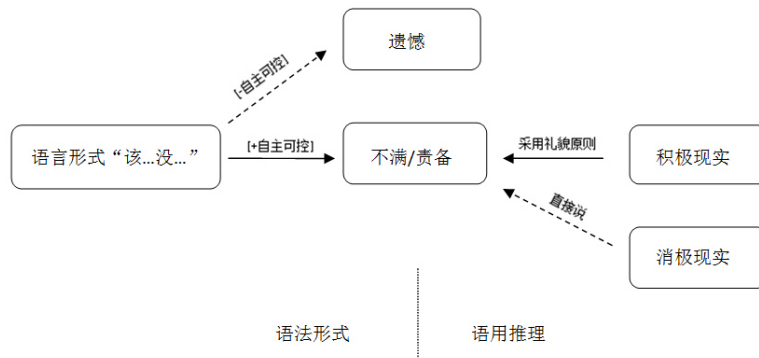 遗憾
[-自主可控]
语言形式“该…没…”
[+自主可控]
不满/责备
采用礼貌原则
积极现实
直接说
消极现实
语法形式
语用推理